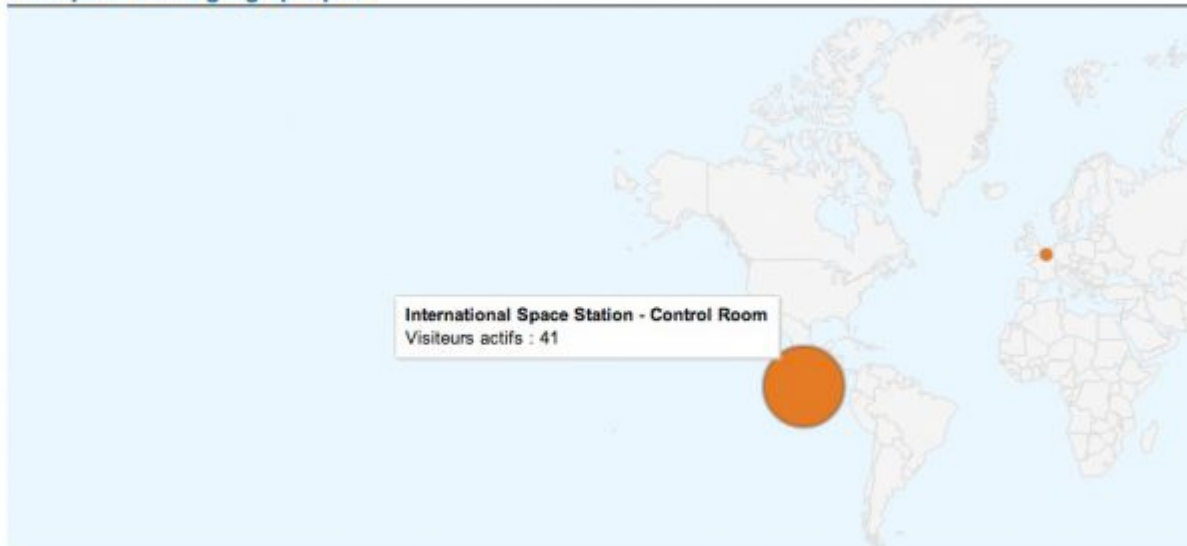 International Space Station - Control Room
Visiteurs actifs : 41